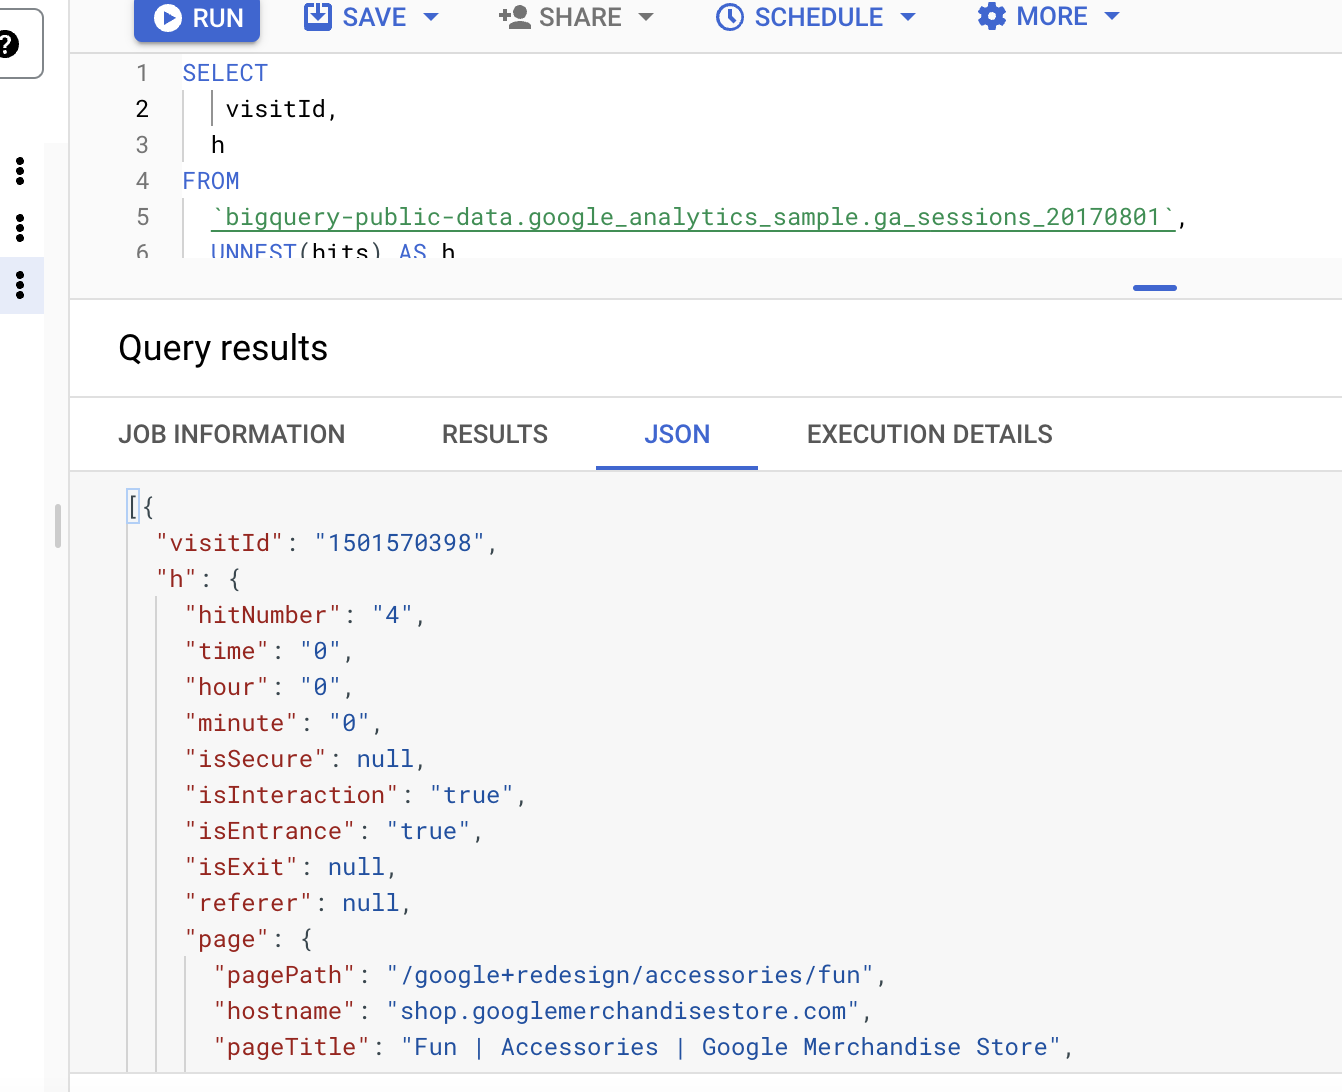 RUN SAVE SHARE SCHEDULE MORE
?
1 SELECT
2 visitId,
3 h
4 FROM
5 `bigquery-public-data.google_analytics_sample.ga_sessions_20170801`,
6 UNNEST(hits) AS h
Query results
JOB INFORMATION RESULTS JSON EXECUTION DETAILS
[{
"visitId": "1501570398",
"h": {
"hitNumber": "4",
"time": "0",
"hour": "0",
"minute": "0",
"isSecure": null,
"isInteraction": "true",
"isEntrance": "true",
"isExit": null,
"referer": null,
"page": {
"pagePath": "/google+redesign/accessories/fun",
"hostname": "shop.googlemerchandisestore.com",
"pageTitle": "Fun | Accessories | Google Merchandise Store",